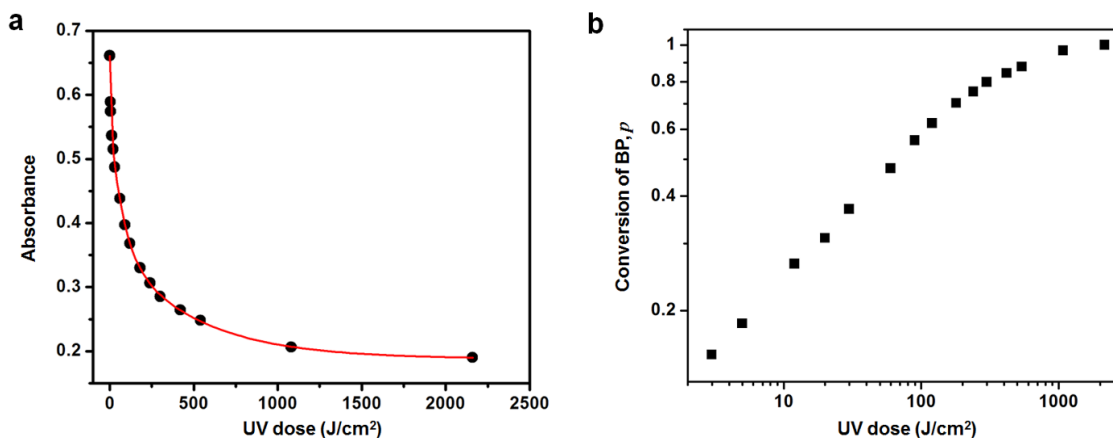 a
0.7
0.6
0.5
0.4
0.3
0.2
Absorbance
0 500 1000 1500 2000 2500
UV dose (J/cm²)
b
1
0.8
0.6
0.4
0.2
Conversion of BP, p
10 100 1000
UV dose (J/cm²)